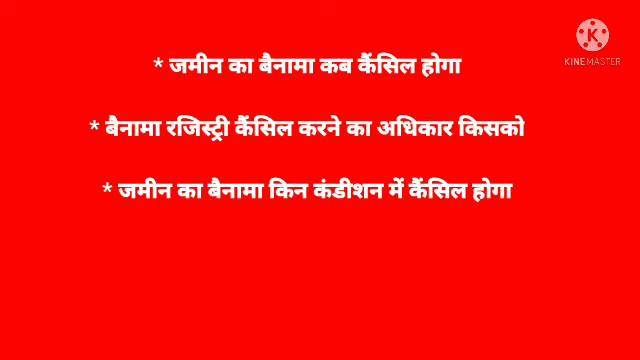 KINEMASTER
* जमीन का बैनामा कब कैंसिल होगा
* बैनामा रजिस्ट्री कैंसिल करने का अधिकार किसको
* जमीन का बैनामा किन कंडीशन में कैंसिल होगा